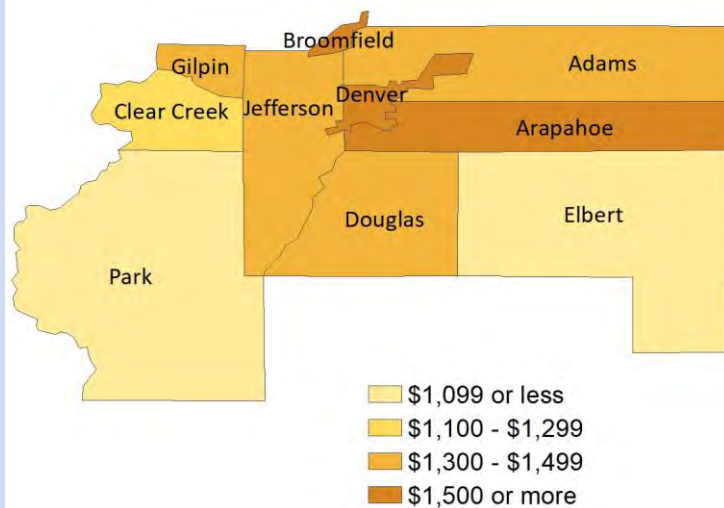 Broomfield
Gilpin
Adams
Denver
Clear Creek
Jefferson
Arapahoe
Douglas
Elbert
Park
$1,099 or less
$1,100 - $1,299
$1,300 - $1,499
$1,500 or more